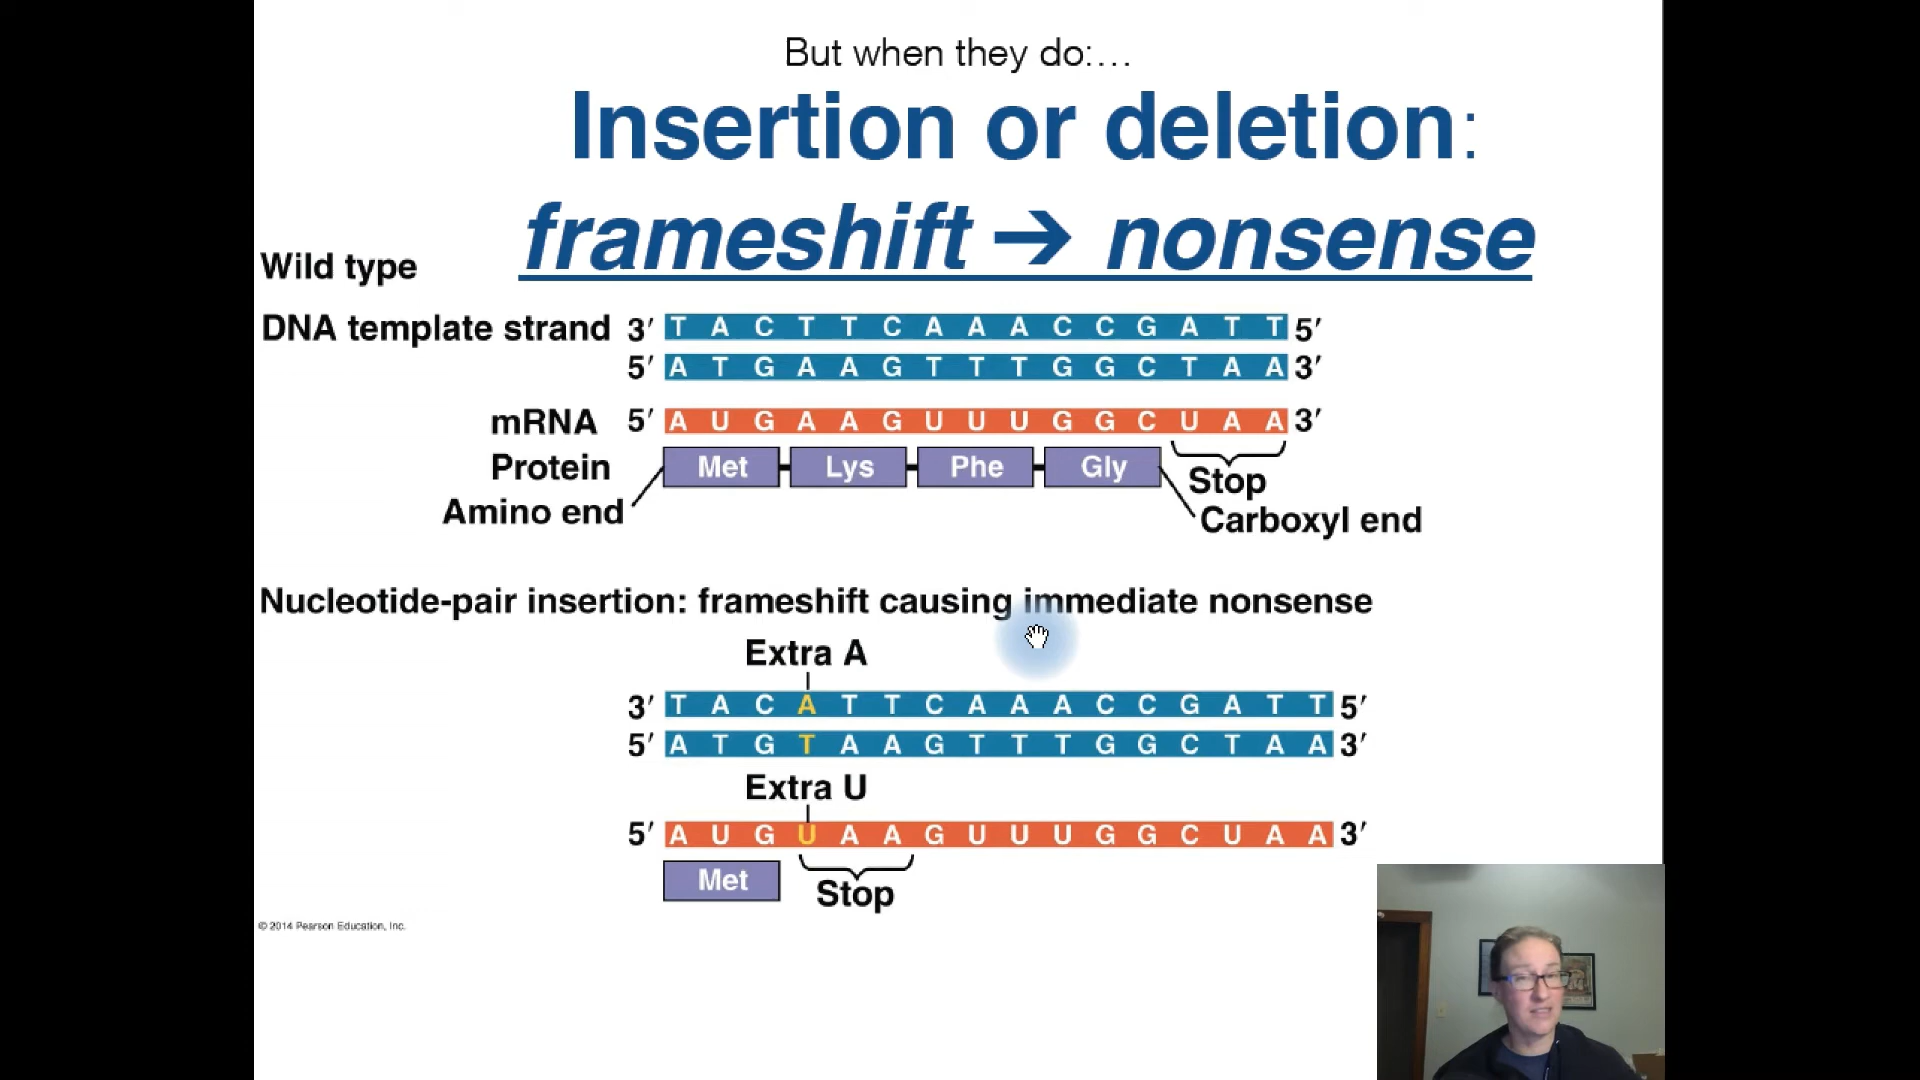 But when they do:…
Insertion or deletion:
frameshift ➔ nonsense
Wild type
DNA template strand 3′ T A C T T C A A A C C G A T T 5′
5′ A T G A A G T T T G G C T A A 3′
mRNA 5′ A U G A A G U U U G G C U A A 3′
Protein Met Lys Phe Gly Stop
Amino end Carboxyl end
Nucleotide-pair insertion: frameshift causing immediate nonsense
Extra A
3′ T A C A T T C A A A C C G A T T 5′
5′ A T G T A A G T T T G G C T A A 3′
Extra U
5′ A U G U A A G U U U G G C U A A 3′
Met Stop
© 2014 Pearson Education, Inc.